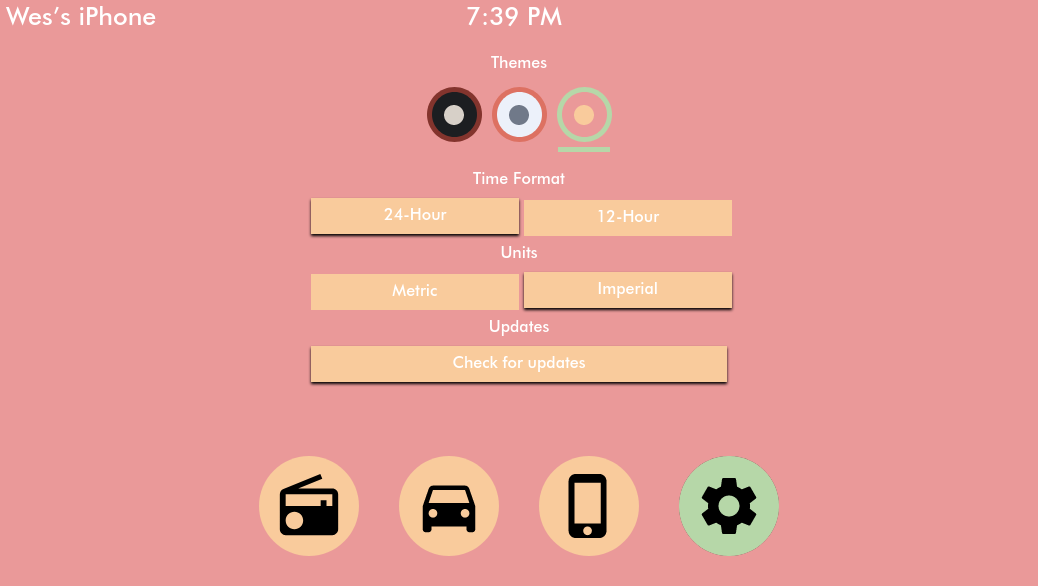 Wes’s iPhone 7:39 PM
Themes
Time Format
24-Hour 12-Hour
Units
Metric Imperial
Updates
Check for updates